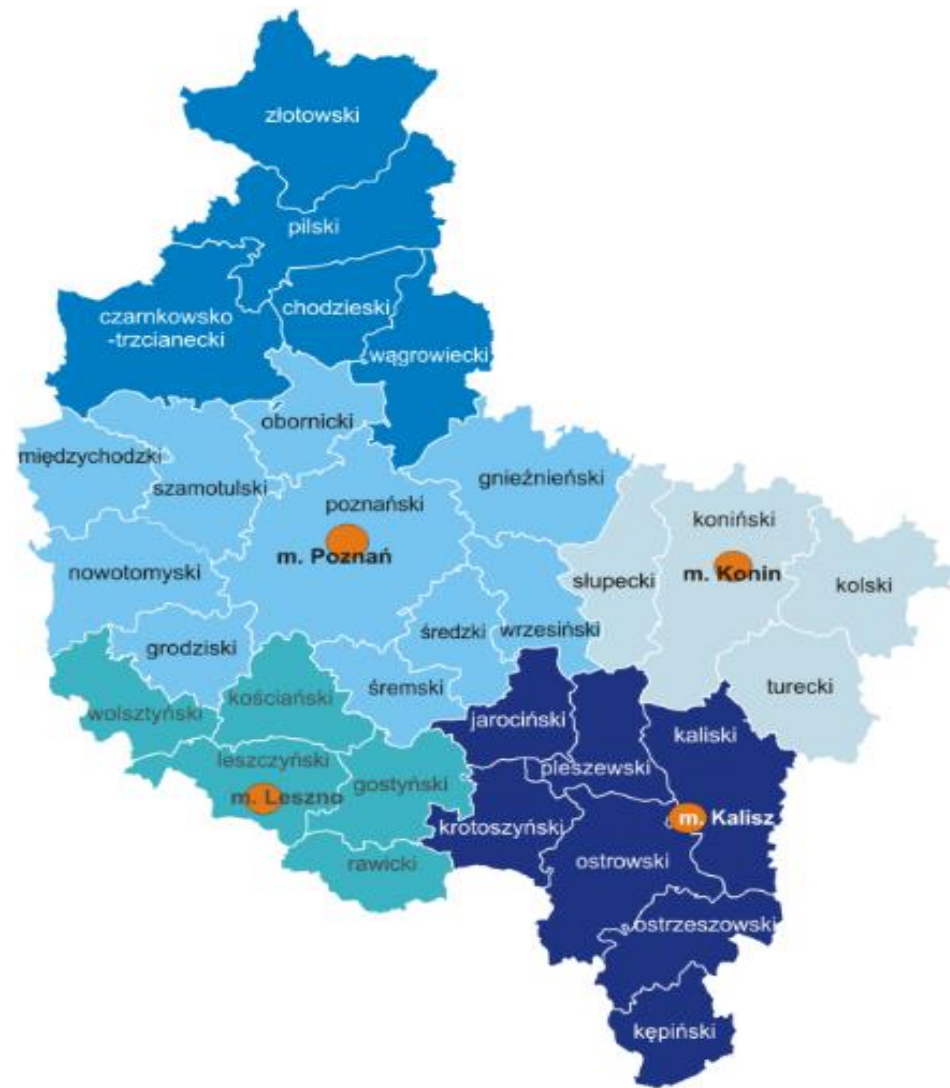 złotowski
pilski
czarnkowsko
-trzcianecki
chodzieski
wągrowiecki
obornicki
międzychodzki
szamotulski
gnieźnieński
poznański
m. Poznań
koniński
m. Konin
słupecki
kolski
nowotomyski
grodziski
średzki
wrzesiński
śremski
turecki
wolsztyński
kościański
jarociński
kaliski
leszczyński
m. Leszno
gostyński
pleszewski
krotoszyński
m. Kalisz
ostrowski
rawicki
ostrzeszowski
kępiński